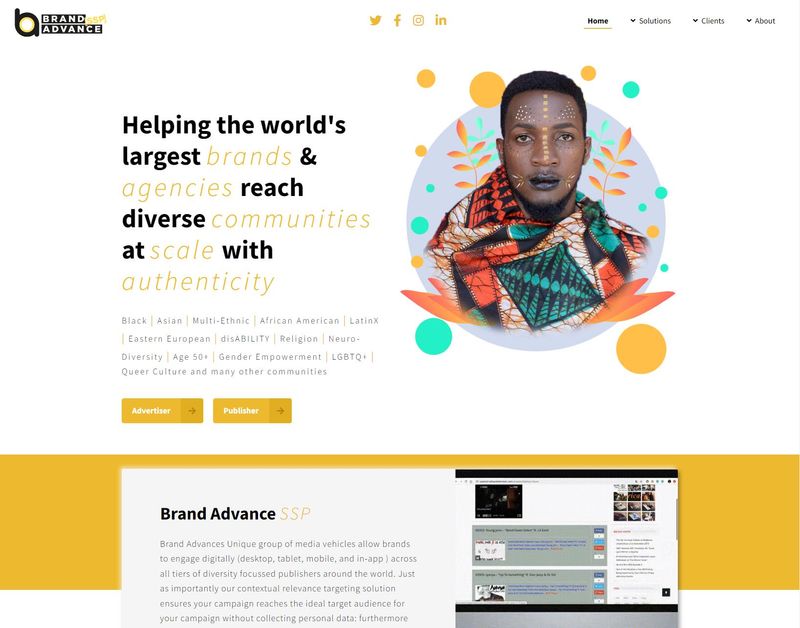 BRAND SSP!
ADVANCE
Home
Solutions
Clients
About
Helping the world's
largest brands &
agencies reach
diverse communities
at scale with
authenticity
Black | Asian | Multi-Ethnic | African American | LatinX
| Eastern European | disABILITY | Religion | Neuro-
Diversity | Age 50+ | Gender Empowerment | LGBTQ+ |
Queer Culture and many other communities
Advertiser
Publisher
Brand Advance SSP
Brand Advances Unique group of media vehicles allow brands
to engage digitally (desktop, tablet, mobile, and in-app ) across
all tiers of diversity focussed publishers around the world. Just
as importantly our contextual relevance targeting solution
ensures your campaign reaches the ideal target audience for
your campaign without collecting personal data: furthermore